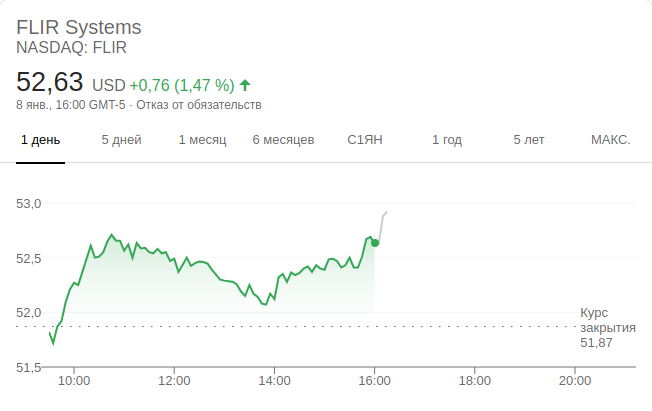 FLIR Systems
NASDAQ: FLIR
52,63 USD +0,76 (1,47 %)
8 янв., 16:00 GMT-5 · Отказ от обязательств
1 день 5 дней 1 месяц 6 месяцев С1ЯН 1 год 5 лет МАКС.
53,0
52,5
52,0
Курс
закрытия
51,87
51,5
10:00 12:00 14:00 16:00 18:00 20:00